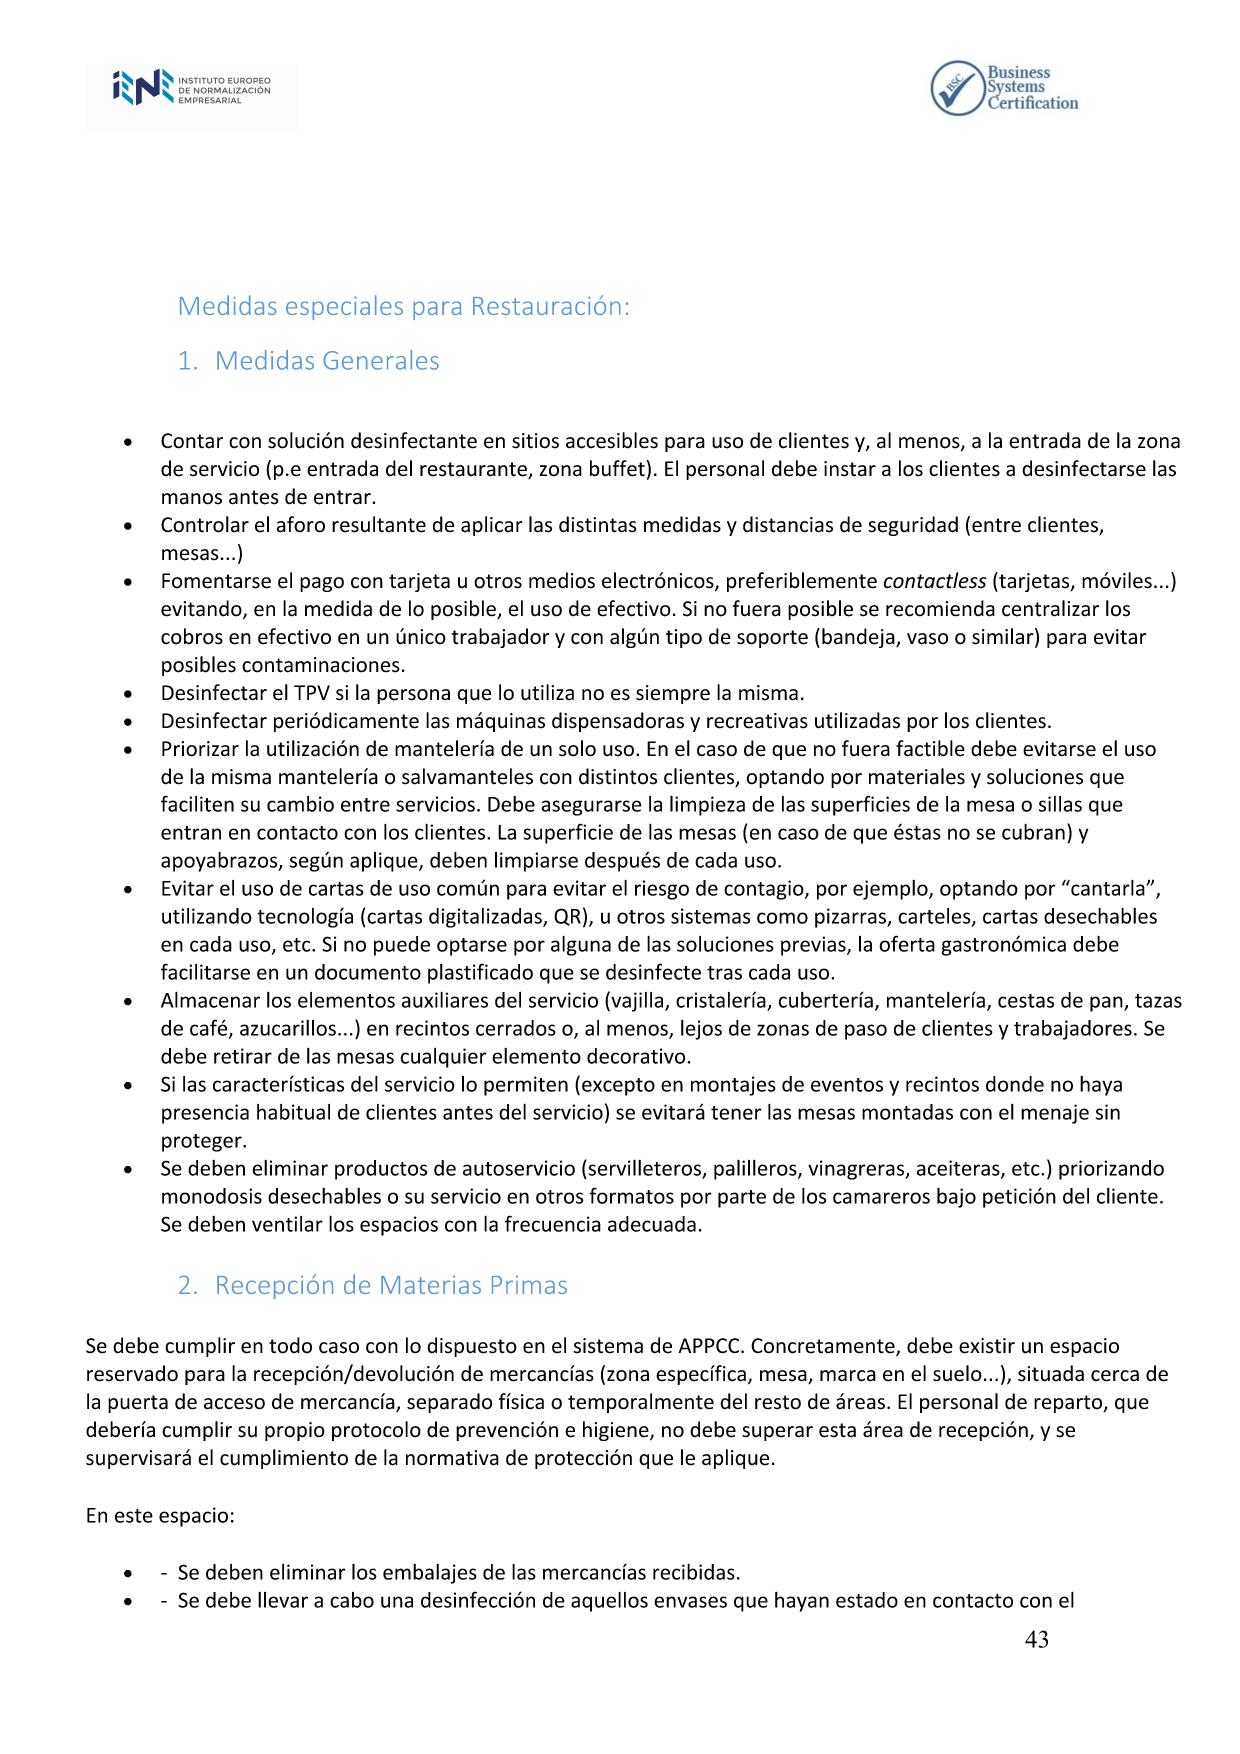 INSTITUTO EUROPEO
DE NORMALIZACIÓN
EMPRESARIAL
BSC
Business
Systems
Certification
Medidas especiales para Restauración:
1. Medidas Generales
• Contar con solución desinfectante en sitios accesibles para uso de clientes y, al menos, a la entrada de la zona
de servicio (p.e entrada del restaurante, zona buffet). El personal debe instar a los clientes a desinfectarse las
manos antes de entrar.
• Controlar el aforo resultante de aplicar las distintas medidas y distancias de seguridad (entre clientes,
mesas...)
• Fomentarse el pago con tarjeta u otros medios electrónicos, preferiblemente contactless (tarjetas, móviles...)
evitando, en la medida de lo posible, el uso de efectivo. Si no fuera posible se recomienda centralizar los
cobros en efectivo en un único trabajador y con algún tipo de soporte (bandeja, vaso o similar) para evitar
posibles contaminaciones.
• Desinfectar el TPV si la persona que lo utiliza no es siempre la misma.
• Desinfectar periódicamente las máquinas dispensadoras y recreativas utilizadas por los clientes.
• Priorizar la utilización de mantelería de un solo uso. En el caso de que no fuera factible debe evitarse el uso
de la misma mantelería o salvamanteles con distintos clientes, optando por materiales y soluciones que
faciliten su cambio entre servicios. Debe asegurarse la limpieza de las superficies de la mesa o sillas que
entran en contacto con los clientes. La superficie de las mesas (en caso de que éstas no se cubran) y
apoyabrazos, según aplique, deben limpiarse después de cada uso.
• Evitar el uso de cartas de uso común para evitar el riesgo de contagio, por ejemplo, optando por “cantarla”,
utilizando tecnología (cartas digitalizadas, QR), u otros sistemas como pizarras, carteles, cartas desechables
en cada uso, etc. Si no puede optarse por alguna de las soluciones previas, la oferta gastronómica debe
facilitarse en un documento plastificado que se desinfecte tras cada uso.
• Almacenar los elementos auxiliares del servicio (vajilla, cristalería, cubertería, mantelería, cestas de pan, tazas
de café, azucarillos...) en recintos cerrados o, al menos, lejos de zonas de paso de clientes y trabajadores. Se
debe retirar de las mesas cualquier elemento decorativo.
• Si las características del servicio lo permiten (excepto en montajes de eventos y recintos donde no haya
presencia habitual de clientes antes del servicio) se evitará tener las mesas montadas con el menaje sin
proteger.
• Se deben eliminar productos de autoservicio (servilleteros, palilleros, vinagreras, aceiteras, etc.) priorizando
monodosis desechables o su servicio en otros formatos por parte de los camareros bajo petición del cliente.
Se deben ventilar los espacios con la frecuencia adecuada.
2. Recepción de Materias Primas
Se debe cumplir en todo caso con lo dispuesto en el sistema de APPCC. Concretamente, debe existir un espacio
reservado para la recepción/devolución de mercancías (zona específica, mesa, marca en el suelo...), situada cerca de
la puerta de acceso de mercancía, separado física o temporalmente del resto de áreas. El personal de reparto, que
debería cumplir su propio protocolo de prevención e higiene, no debe superar esta área de recepción, y se
supervisará el cumplimiento de la normativa de protección que le aplique.
En este espacio:
• - Se deben eliminar los embalajes de las mercancías recibidas.
• - Se debe llevar a cabo una desinfección de aquellos envases que hayan estado en contacto con el
43